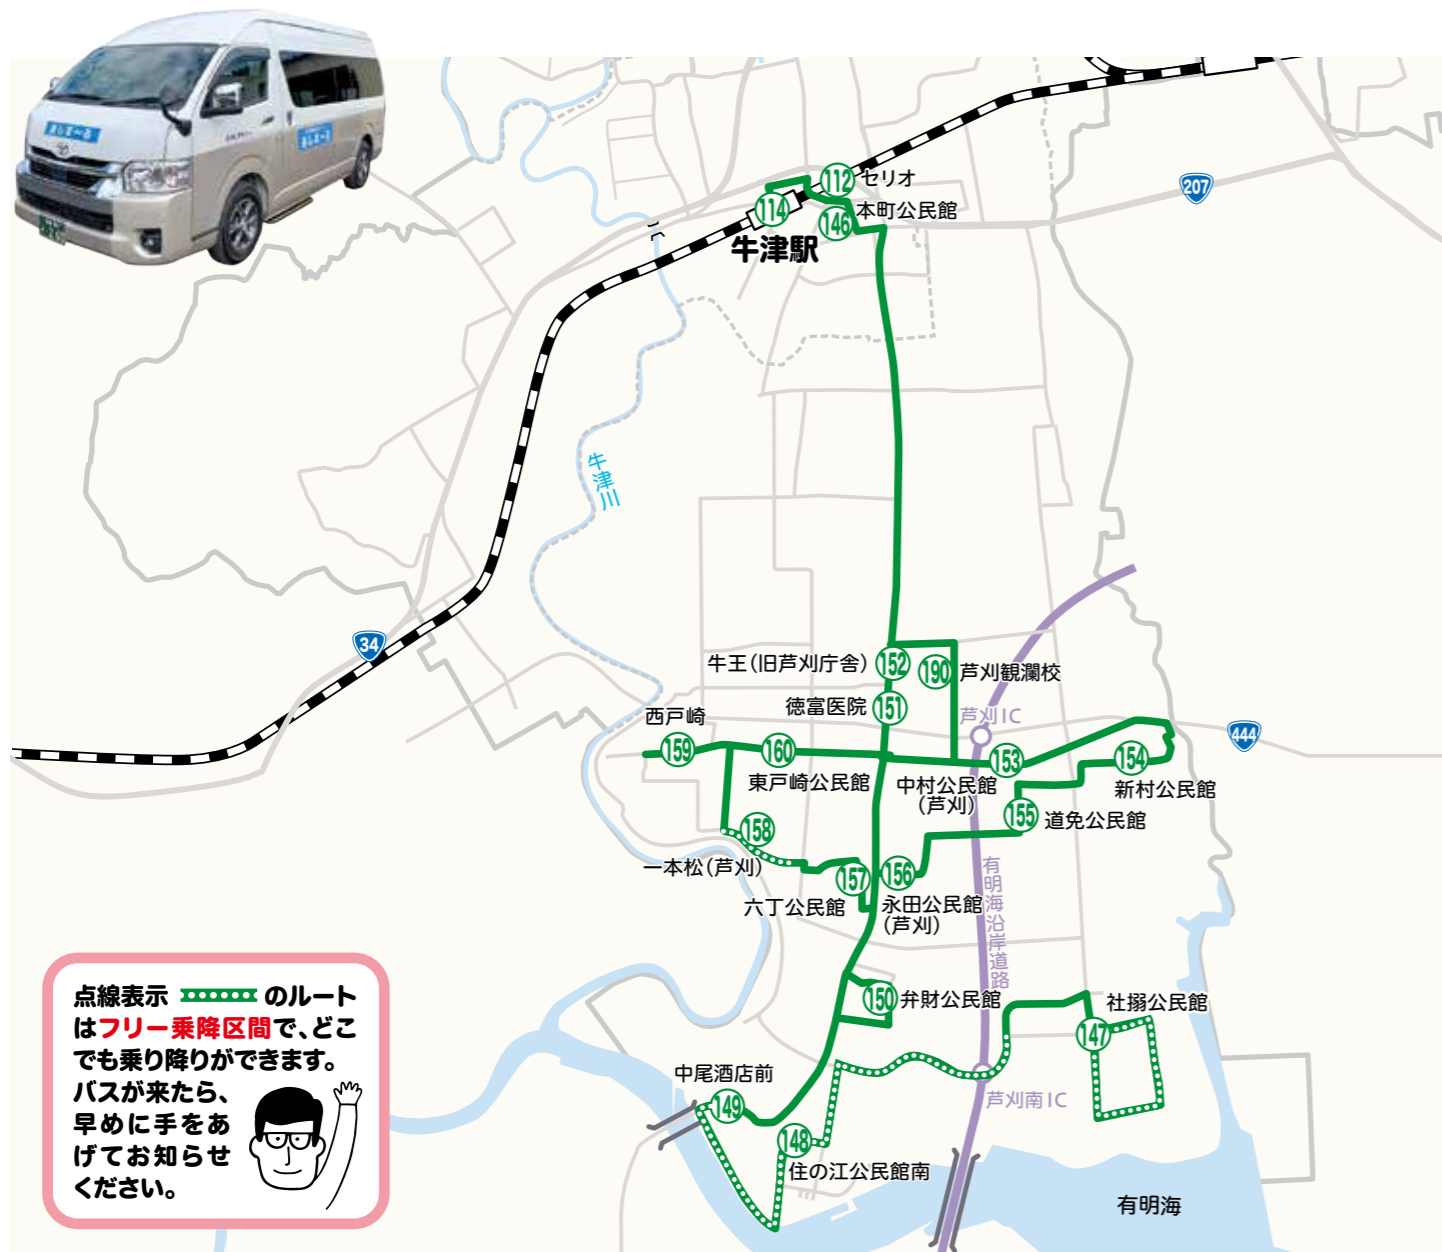 207
112
セリオ
114
146
本町公民館
牛津駅
牛津川
34
牛王(旧芦刈庁舎)
152
190
芦刈観瀾校
徳富医院
151
芦刈IC
西戸崎
159
160
東戸崎公民館
中村公民館
(芦刈)
153
154
新村公民館
444
155
道免公民館
158
一本松(芦刈)
157
六丁公民館
156
永田公民館
(芦刈)
有明海沿岸道路
150
弁財公民館
社搦公民館
147
中尾酒店前
149
148
住の江公民館南
芦刈南IC
有明海
点線表示 のルート
はフリー乗降区間で、どこ
でも乗り降りができます。
バスが来たら、
早めに手をあ
げてお知らせ
ください。